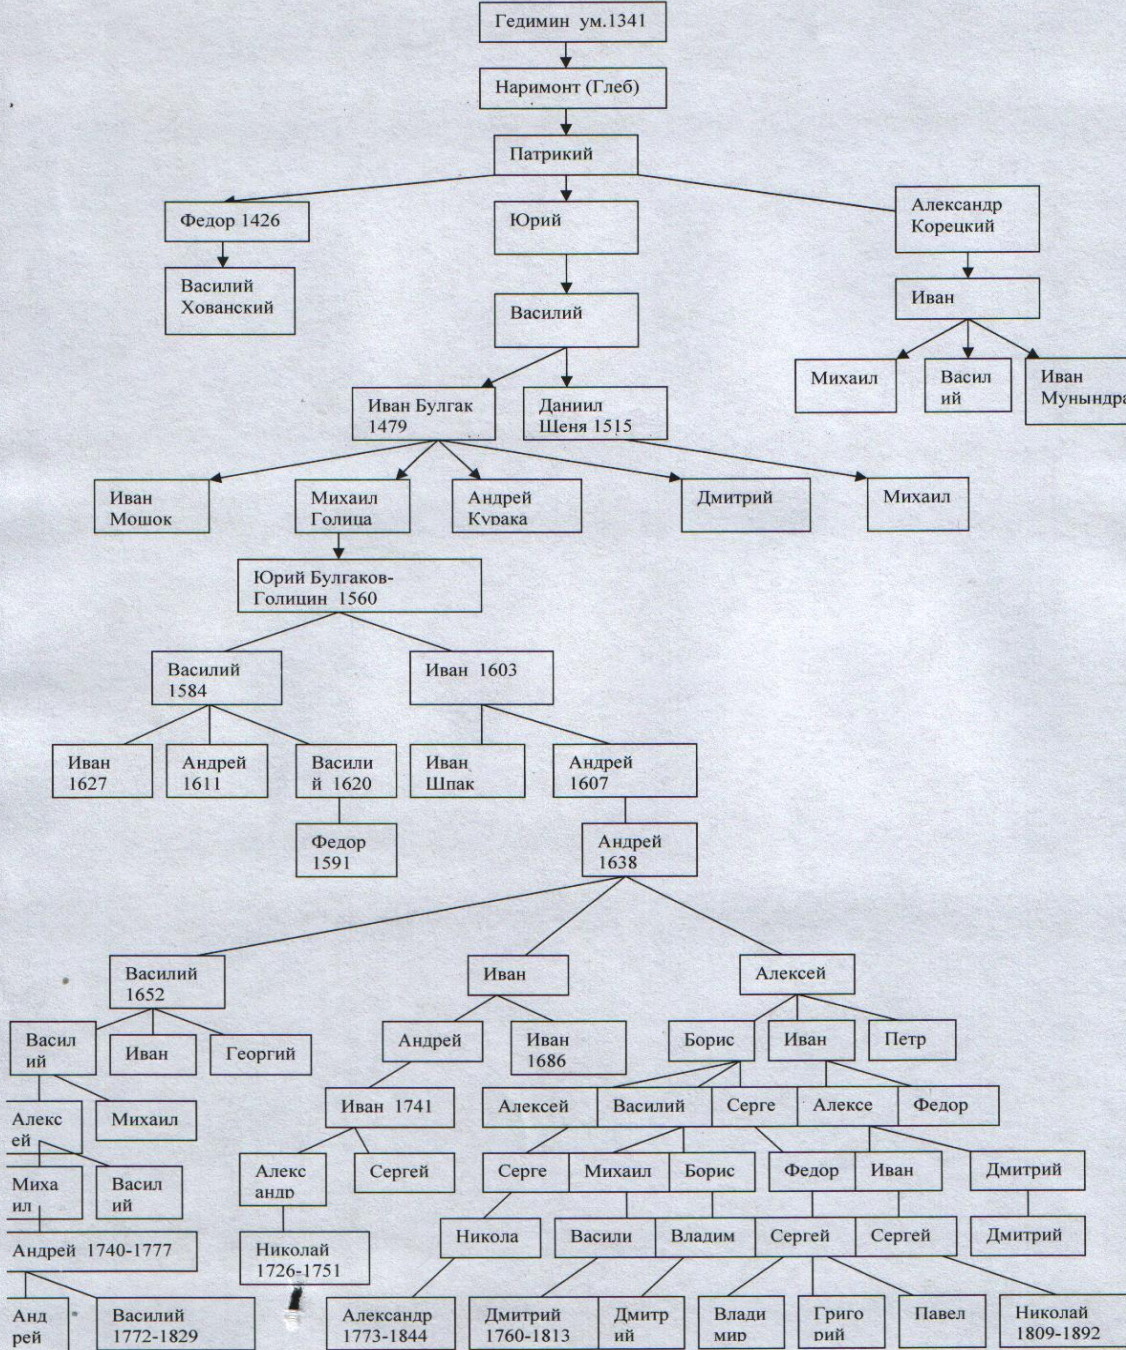 Гедимин ум.1341
Наримонт (Глеб)
Патрикий
Федор 1426
Юрий
Александр
Корецкий
Василий
Хованский
Василий
Иван
Михаил
Васил
ий
Иван
Мунындра
Иван Булгак
1479
Даниил
Щеня 1515
Иван
Мошок
Михаил
Голица
Андрей
Курака
Дмитрий
Михаил
Юрий Булгаков-
Голицин 1560
Василий
1584
Иван 1603
Иван
1627
Андрей
1611
Васили
й 1620
Иван
Шпак
Андрей
1607
Федор
1591
Андрей
1638
Василий
1652
Иван
Алексей
Васил
ий
Иван
Георгий
Андрей
Иван
1686
Борис
Иван
Петр
Алекс
ей
Михаил
Иван 1741
Алексей
Василий
Серге
Алексе
Федор
Миха
ил
Васил
ий
Алекс
андр
Сергей
Серге
Михаил
Борис
Федор
Иван
Дмитрий
Андрей 1740-1777
Николай
1726-1751
Никола
Васили
Владим
Сергей
Сергей
Дмитрий
Анд
рей
Василий
1772-1829
Александр
1773-1844
Дмитрий
1760-1813
Дмитр
ий
Влади
мир
Григо
рий
Павел
Николай
1809-1892